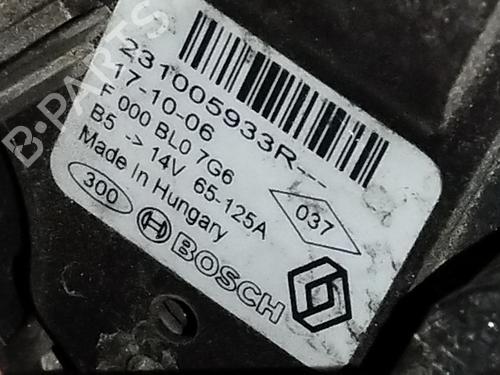 231005933R---
17-10-06
F 000 BL0 7G6
B5 -> 14V 65-125A
Made In Hungary
037
300
BOSCH
B-PARTS